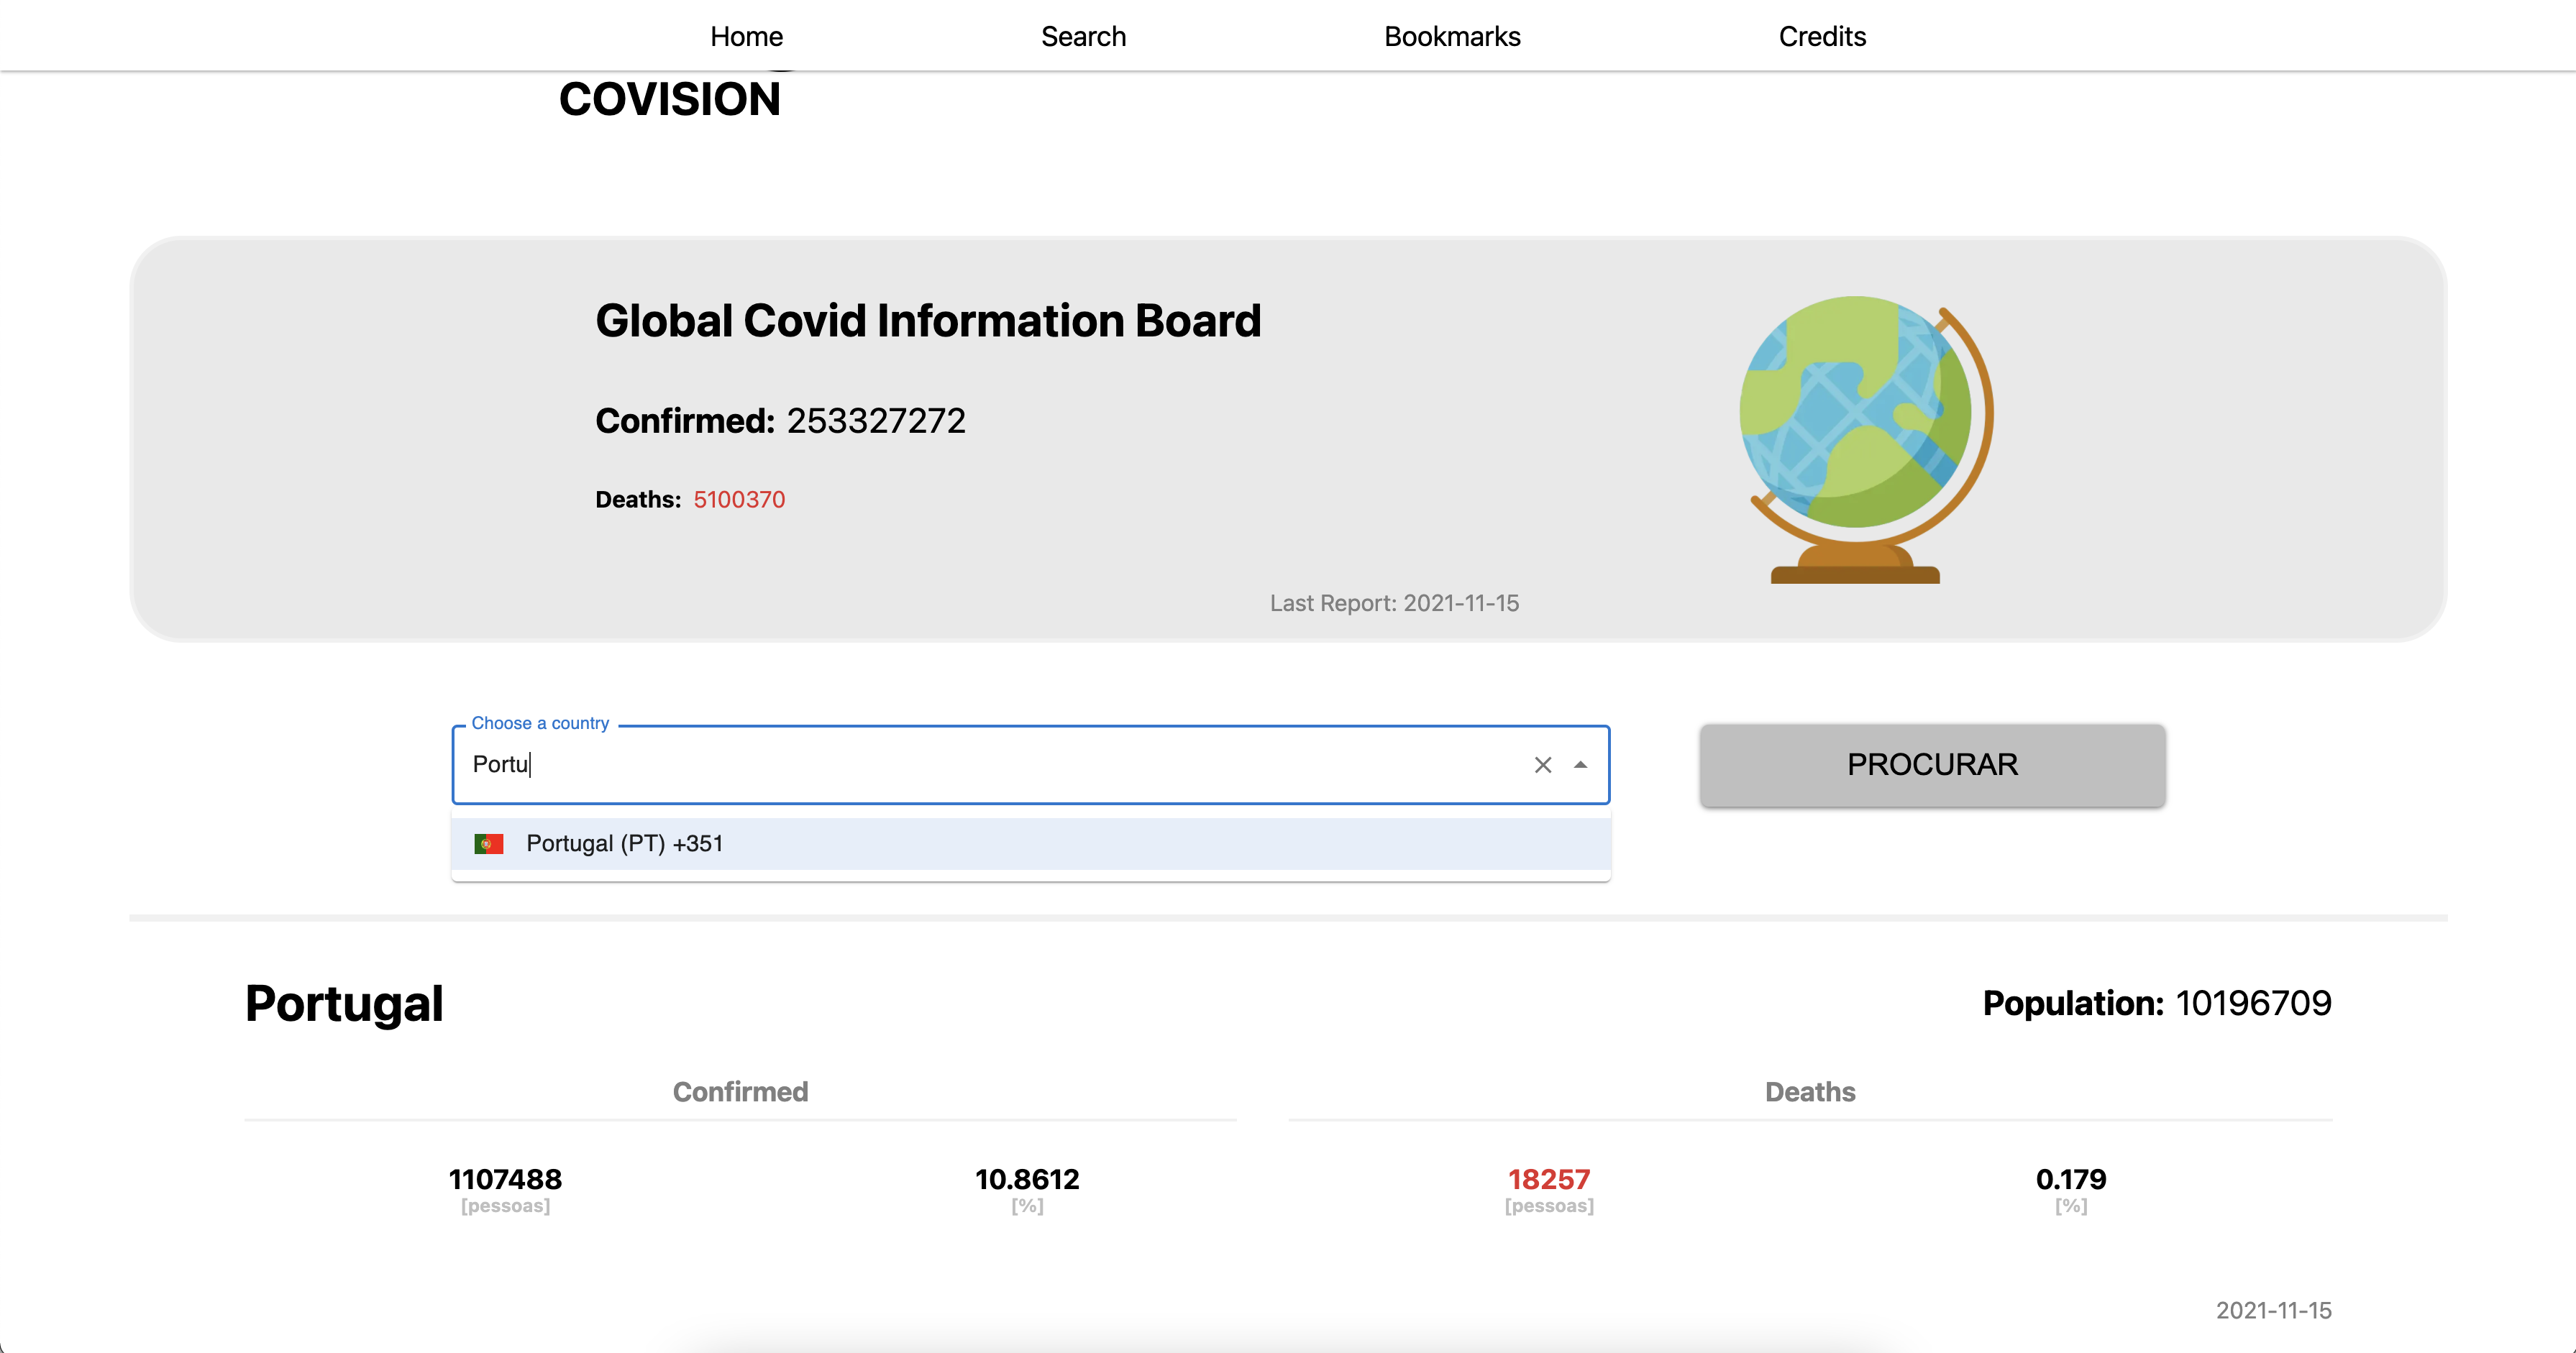 Home Search Bookmarks Credits
COVISION
Global Covid Information Board
Confirmed: 253327272
Deaths: 5100370
Last Report: 2021-11-15
Choose a country
Portu
PROCURAR
Portugal (PT) +351
Portugal
Population: 10196709
Confirmed
Deaths
1107488
[pessoas]
10.8612
[%]
18257
[pessoas]
0.179
[%]
2021-11-15